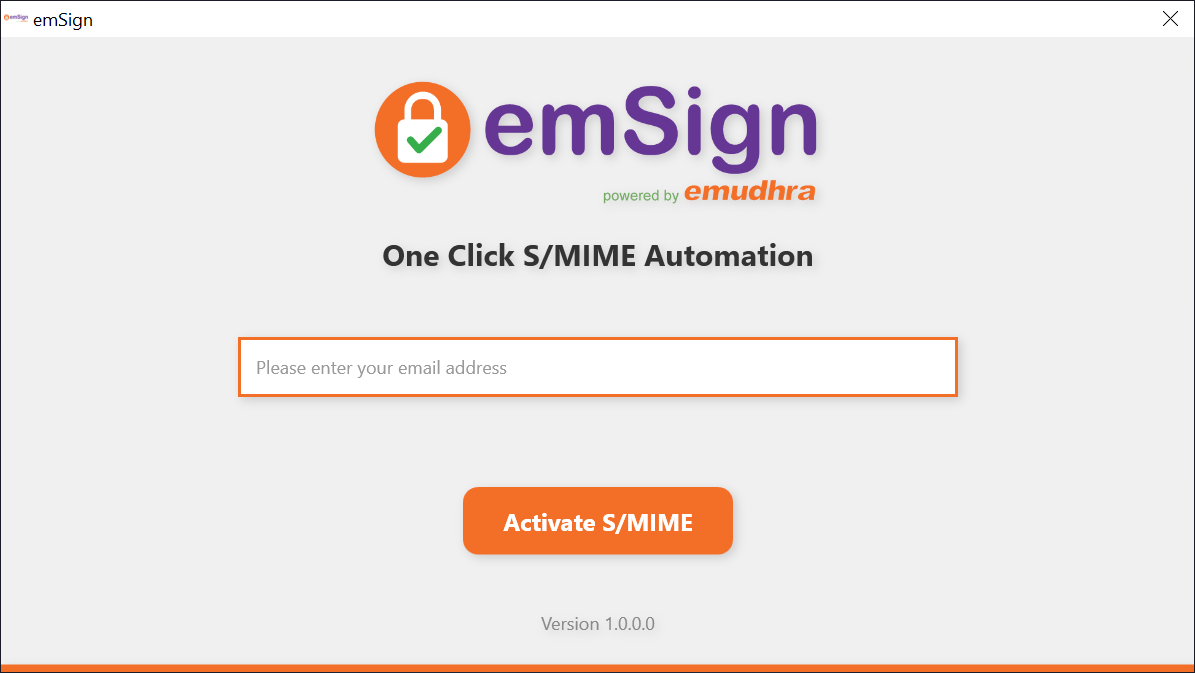 emSign
emSign
powered by emudhra
One Click S/MIME Automation
Please enter your email address
Activate S/MIME
Version 1.0.0.0